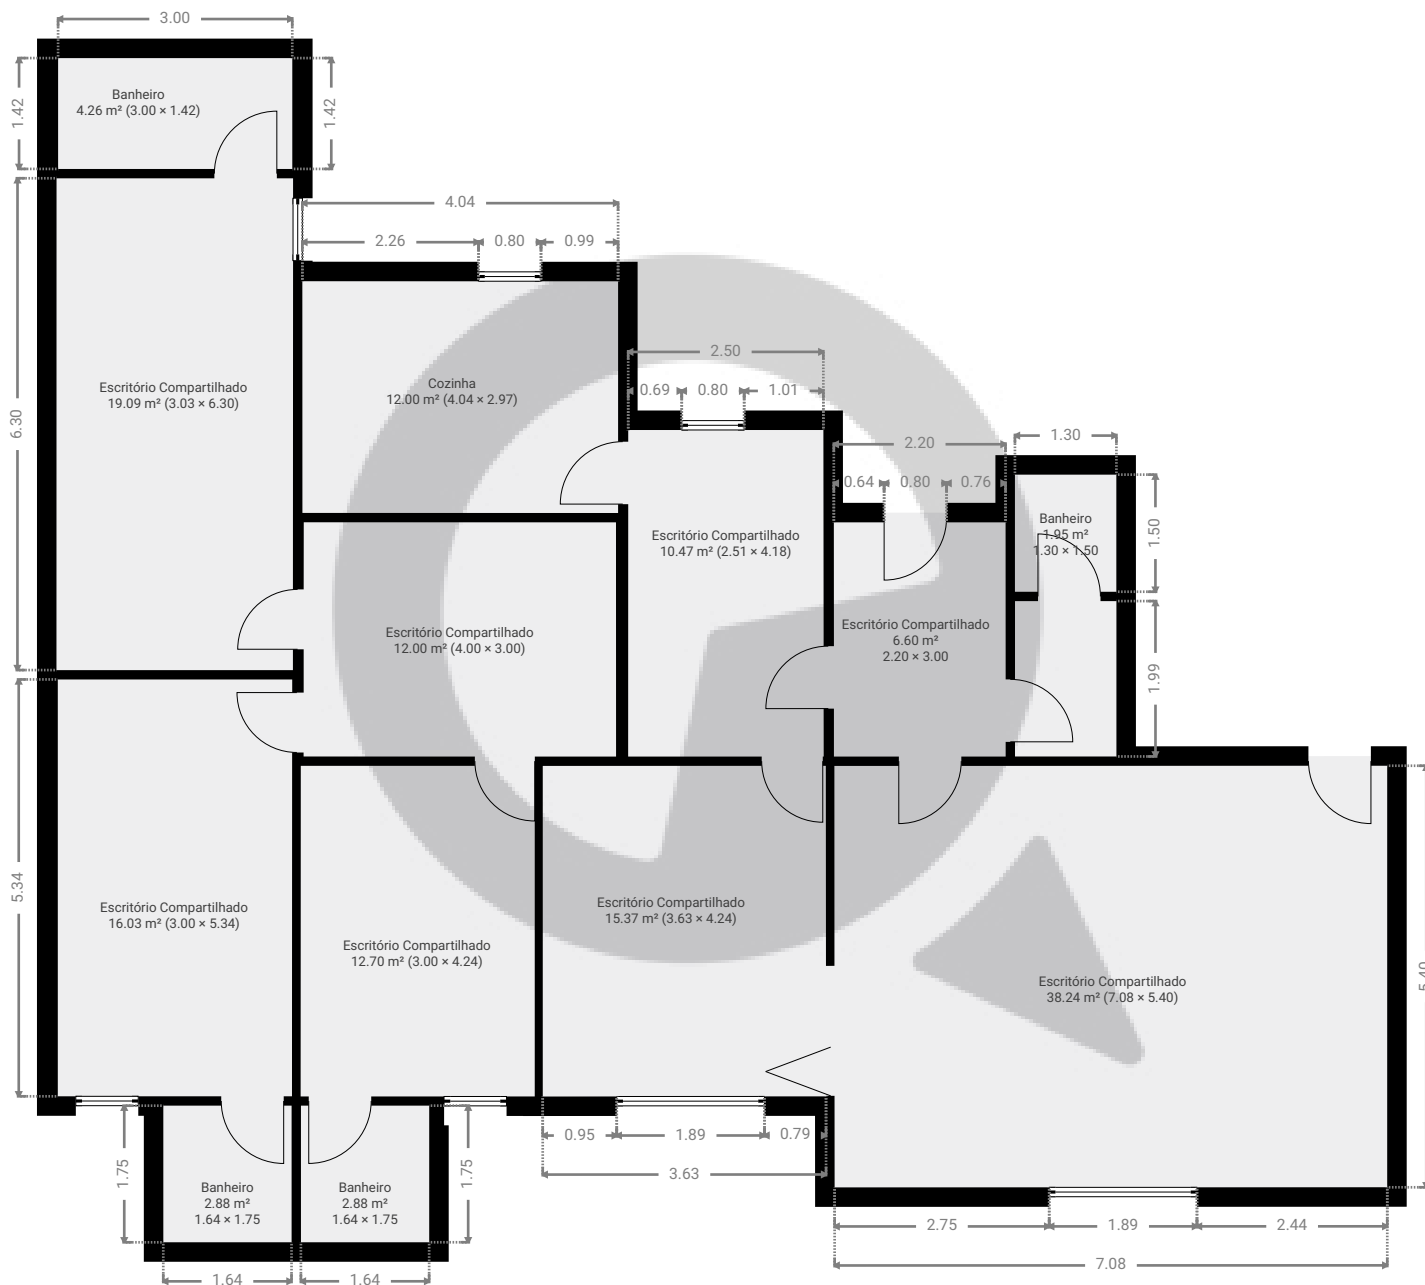 3.00
1.42
1.42
Banheiro
4.26 m² (3.00 × 1.42)
4.04
2.26
0.80
0.99
6.30
Escritório Compartilhado
19.09 m² (3.03 × 6.30)
Cozinha
12.00 m² (4.04 × 2.97)
2.50
0.69
0.80
1.01
2.20
0.64
0.80
0.76
1.30
1.50
Banheiro
1.95 m²
1.30 × 1.50
Escritório Compartilhado
10.47 m² (2.51 × 4.18)
Escritório Compartilhado
12.00 m² (4.00 × 3.00)
Escritório Compartilhado
6.60 m²
2.20 × 3.00
1.99
5.34
Escritório Compartilhado
16.03 m² (3.00 × 5.34)
Escritório Compartilhado
12.70 m² (3.00 × 4.24)
Escritório Compartilhado
15.37 m² (3.63 × 4.24)
Escritório Compartilhado
38.24 m² (7.08 × 5.40)
5.40
0.95
1.89
0.79
3.63
1.75
Banheiro
2.88 m²
1.64 × 1.75
Banheiro
2.88 m²
1.64 × 1.75
1.75
2.75
1.89
2.44
7.08
1.64
1.64